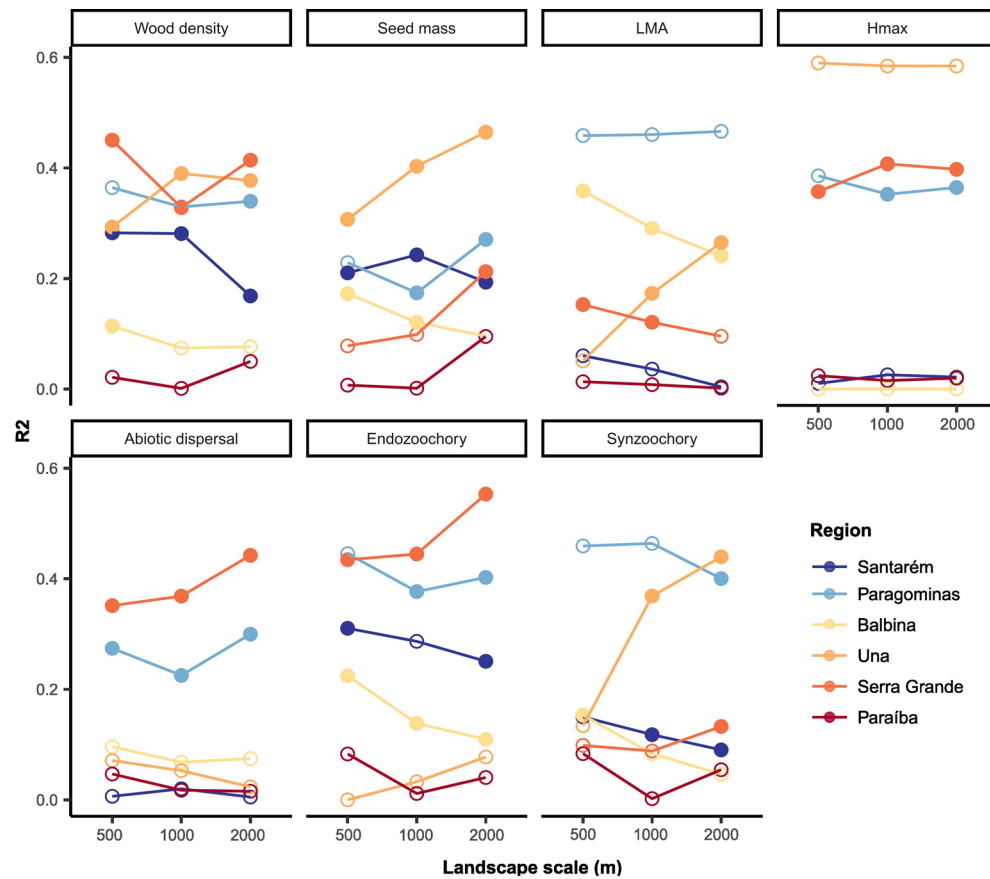 Wood density
Seed mass
LMA
Hmax
0.6
0.4
0.2
0.0
500
1000
2000
R2
Abiotic dispersal
Endozoochory
Synzoochory
0.6
0.4
0.2
0.0
500
1000
2000
500
1000
2000
500
1000
2000
Landscape scale (m)
Region
Santarém
Paragominas
Balbina
Una
Serra Grande
Paraíba